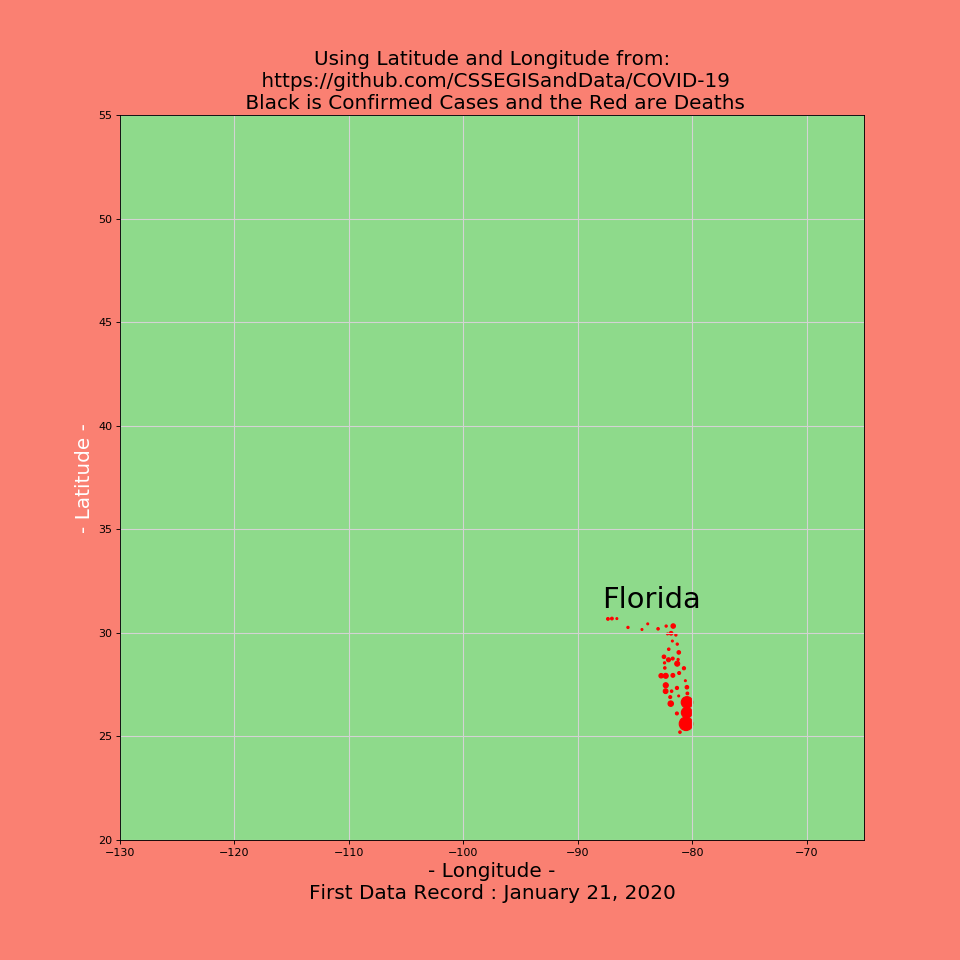 Using Latitude and Longitude from:
https://github.com/CSSEGISandData/COVID-19
Black is Confirmed Cases and the Red are Deaths
55
50
45
40
35
30
25
20
- Latitude -
Florida
−130 −120 −110 −100 −90 −80 −70
- Longitude -
First Data Record : January 21, 2020